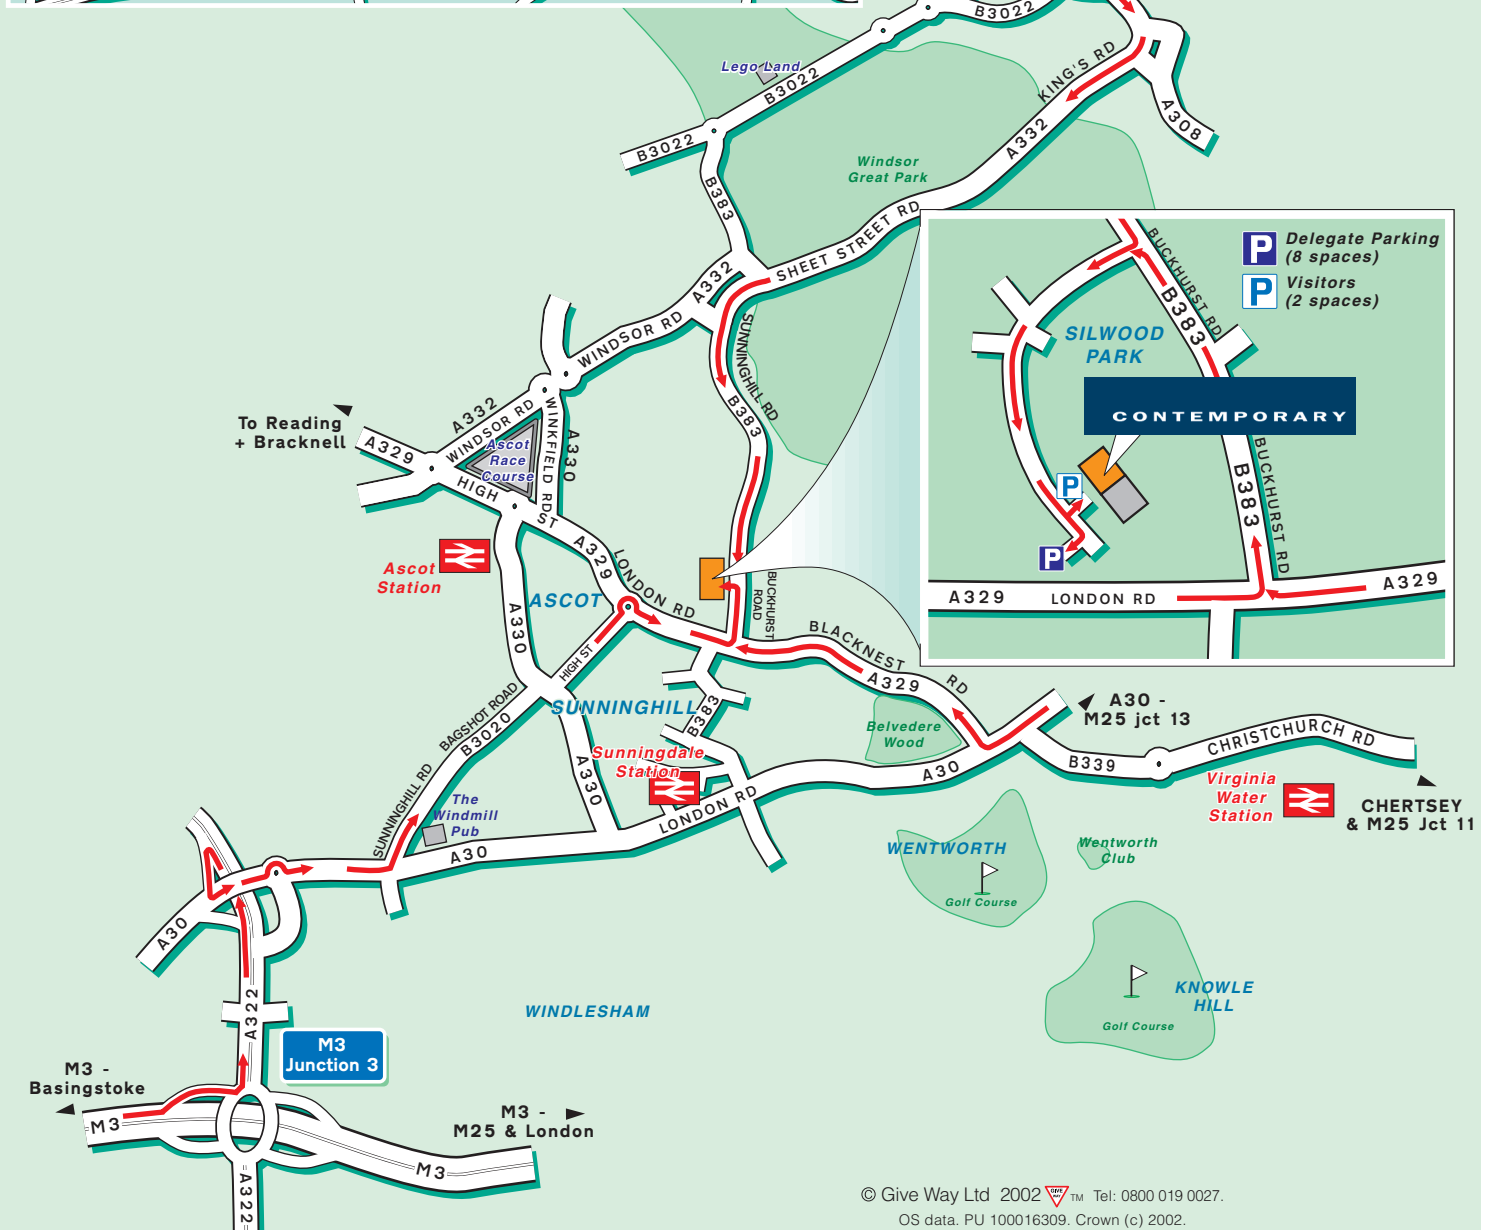 B3022
Lego Land
B3022
B3022
KING'S RD
A332
A308
Windsor
Great Park
B383
SHEET STREET RD
A332
WINDSOR RD
SUNNINGHILL RD
B383
To Reading
+ Bracknell
A329
A332
WINDSOR RD
WINKFIELD RD
A330
Ascot
Race
Course
HIGH
ST
A329
LONDON RD
Ascot
Station
ASCOT
A330
HIGH ST
BUCKHURST
ROAD
BLACKNEST
RD
A329
SUNNINGHILL
B383
BAGSHOT ROAD
B3020
Sunningdale
Station
A330
LONDON RD
SUNNINGHILL RD
The
Windmill
Pub
A30
A30
Belvedere
Wood
A30 -
M25 jct 13
B339
CHRISTCHURCH RD
Virginia
Water
Station
CHERTSEY
& M25 Jct 11
WENTWORTH
Golf Course
Wentworth
Club
KNOWLE
HILL
Golf Course
A30
A322
WINDLESHAM
M3
Junction 3
M3 -
Basingstoke
M3
M3 -
M25 & London
M3
A322
P
Delegate Parking
(8 spaces)
P
Visitors
(2 spaces)
BUCKHURST RD
B383
SILWOOD
PARK
CONTEMPORARY
B383
BUCKHURST RD
P
P
A329
LONDON RD
A329
© Give Way Ltd 2002 GIVE WAY TM Tel: 0800 019 0027.
OS data. PU 100016309. Crown (c) 2002.